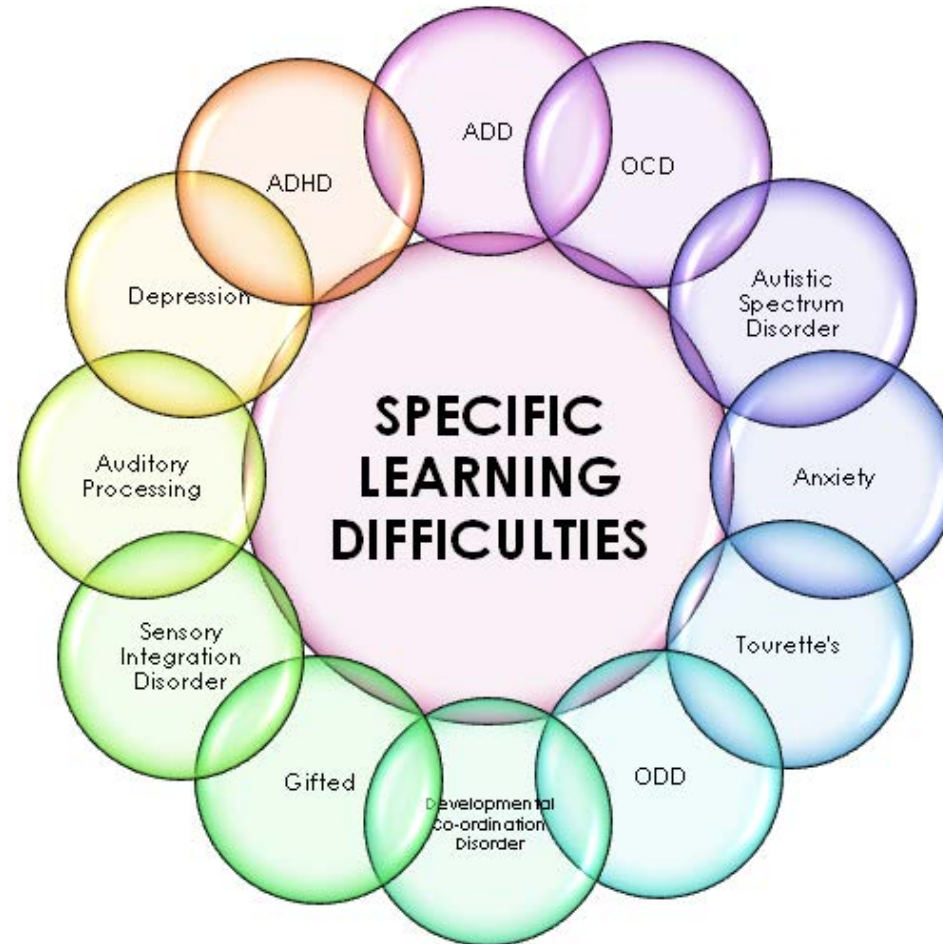 ADD
OCD
Autistic
Spectrum
Disorder
Anxiety
Tourette's
ODD
Developmental
Co-ordination
Disorder
Gifted
Sensory
Integration
Disorder
Auditory
Processing
Depression
ADHD
SPECIFIC
LEARNING
DIFFICULTIES